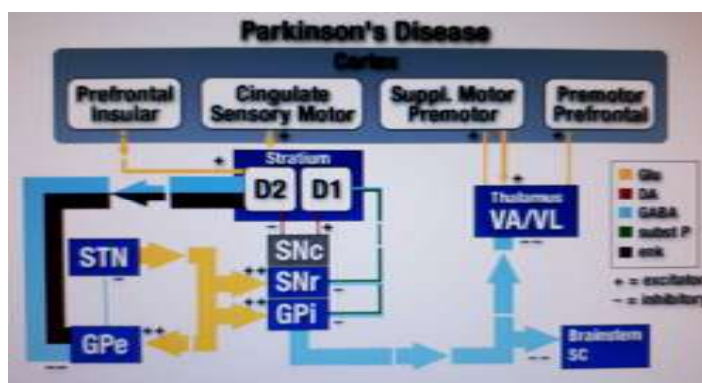 Parkinson's Disease
Cortex
Prefrontal
Insular
Cingulate
Sensory Motor
Suppl. Motor
Premotor
Premotor
Prefrontal
+
+
+
+
+
Stratium
D2 D1
− +
SNc
STN
−
++
SNr
−
++
GPi
−
GPe
++
−−
Thalamus
VA/VL
−−
Brainstem
SC
−−
Glu
DA
GABA
subst P
enk
+ = excitator
− = inhibitory